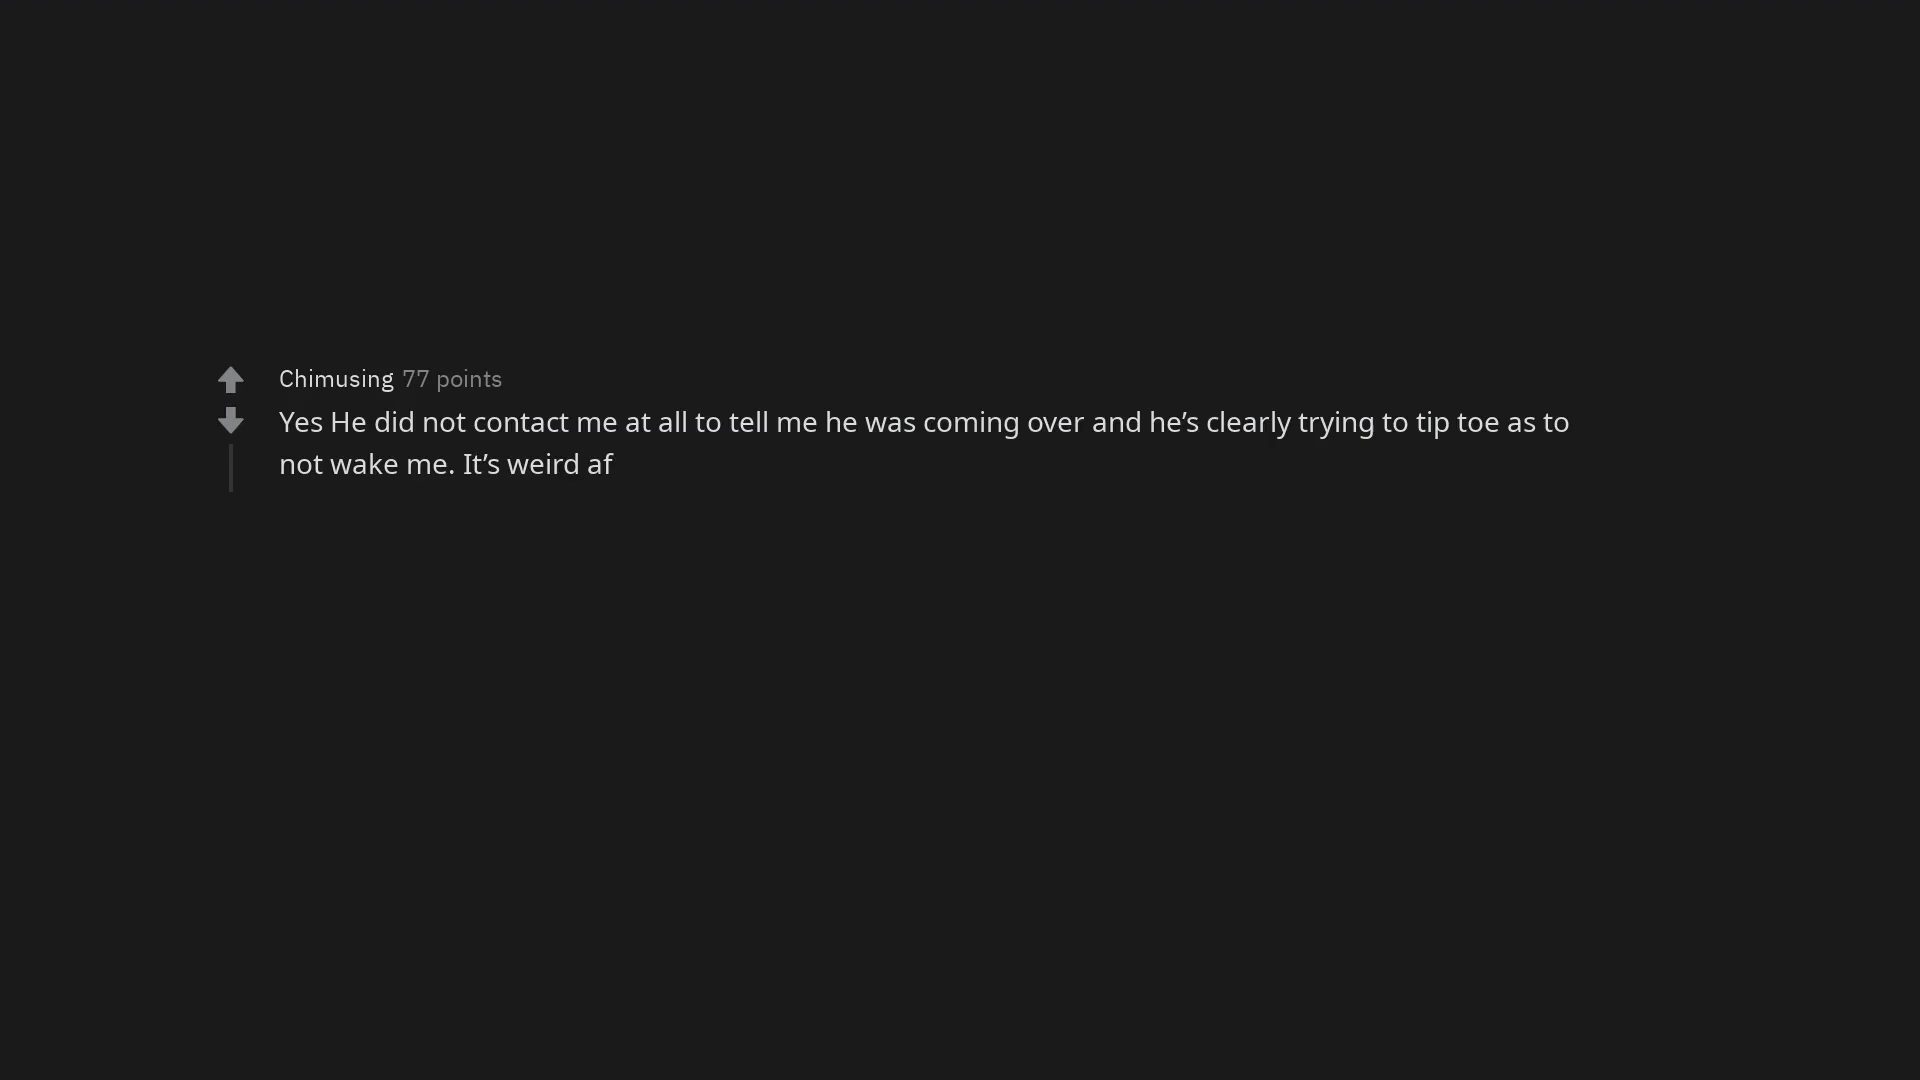 Chimusing 77 points
Yes He did not contact me at all to tell me he was coming over and he’s clearly trying to tip toe as to
not wake me. It’s weird af